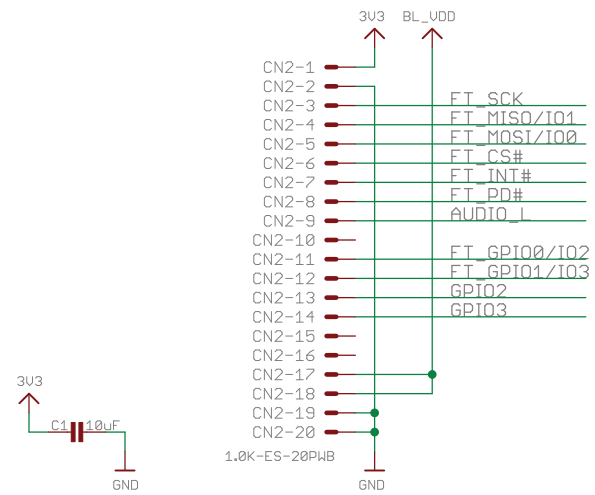 3V3 BL_VDD
CN2-1
CN2-2
CN2-3 FT_SCK
CN2-4 FT_MISO/IO1
CN2-5 FT_MOSI/IO0
CN2-6 FT_CS#
CN2-7 FT_INT#
CN2-8 FT_PD#
CN2-9 AUDIO_L
CN2-10
CN2-11 FT_GPIO0/IO2
CN2-12 FT_GPIO1/IO3
CN2-13 GPIO2
CN2-14 GPIO3
CN2-15
CN2-16
CN2-17
CN2-18
CN2-19
CN2-20
1.0K-ES-20PWB
GND
3V3
C1 10uF
GND